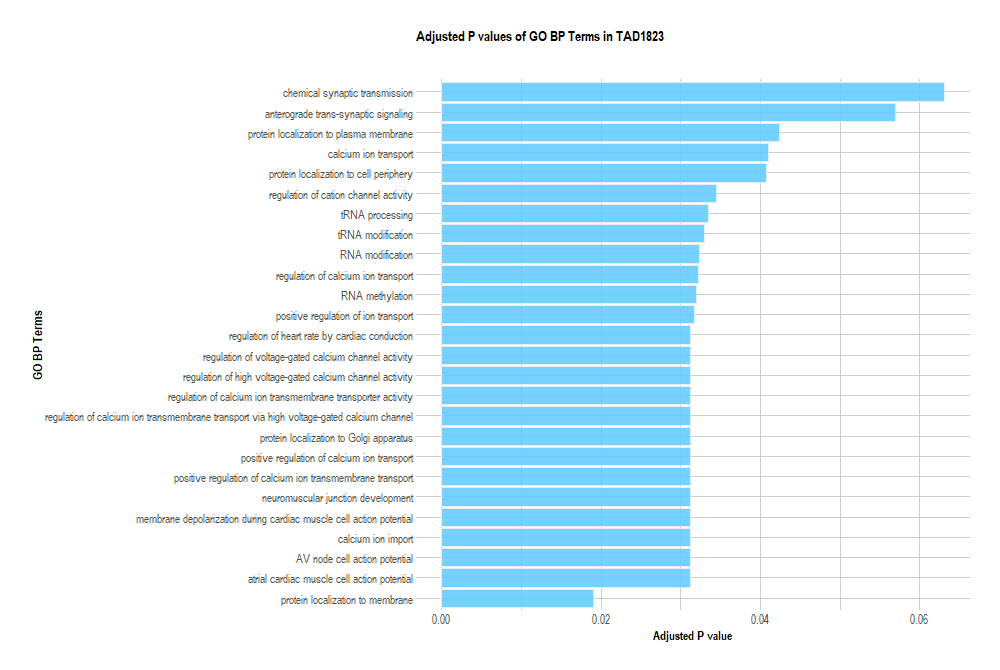 Adjusted P values of GO BP Terms in TAD1823
GO BP Terms
chemical synaptic transmission
anterograde trans-synaptic signaling
protein localization to plasma membrane
calcium ion transport
protein localization to cell periphery
regulation of cation channel activity
tRNA processing
tRNA modification
RNA modification
regulation of calcium ion transport
RNA methylation
positive regulation of ion transport
regulation of heart rate by cardiac conduction
regulation of voltage-gated calcium channel activity
regulation of high voltage-gated calcium channel activity
regulation of calcium ion transmembrane transporter activity
regulation of calcium ion transmembrane transport via high voltage-gated calcium channel
protein localization to Golgi apparatus
positive regulation of calcium ion transport
positive regulation of calcium ion transmembrane transport
neuromuscular junction development
membrane depolarization during cardiac muscle cell action potential
calcium ion import
AV node cell action potential
atrial cardiac muscle cell action potential
protein localization to membrane
0.00 0.02 0.04 0.06
Adjusted P value